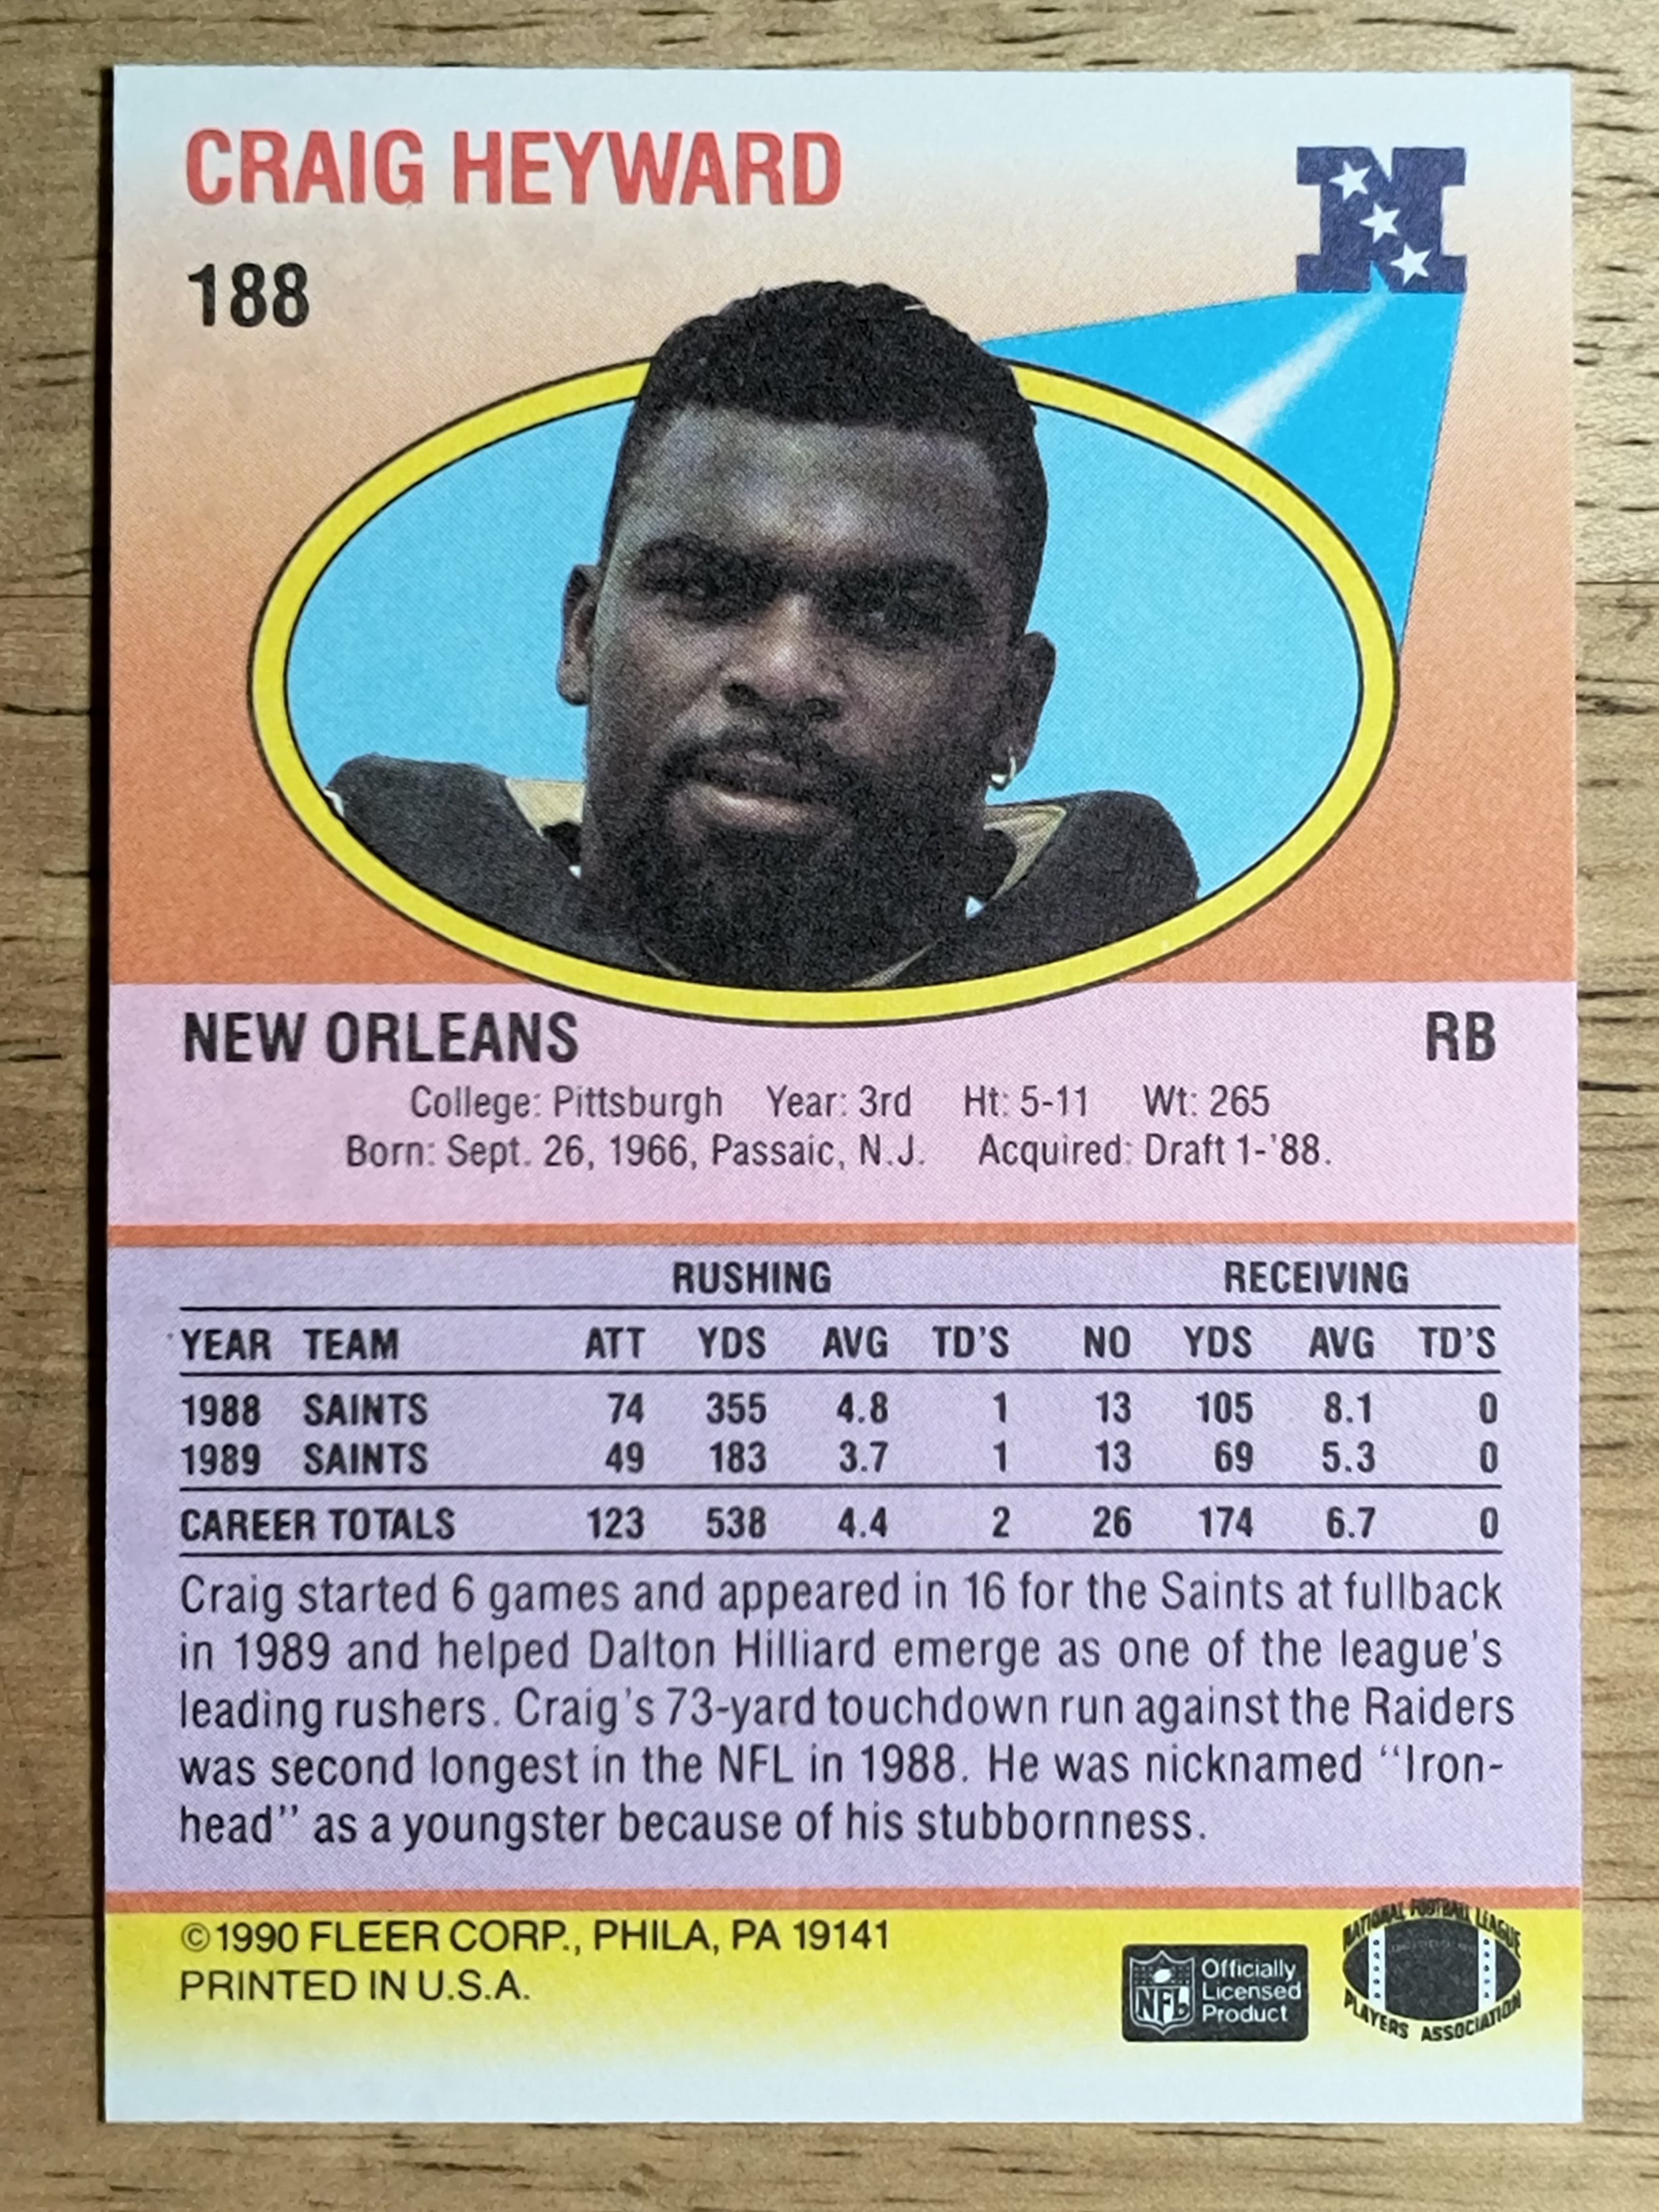 CRAIG HEYWARD
188
N
NEW ORLEANS RB
College: Pittsburgh Year: 3rd Ht: 5-11 Wt: 265
Born: Sept. 26, 1966, Passaic, N.J. Acquired: Draft 1-'88.
RUSHING RECEIVING
YEAR TEAM ATT YDS AVG TD'S NO YDS AVG TD'S
1988 SAINTS 74 355 4.8 1 13 105 8.1 0
1989 SAINTS 49 183 3.7 1 13 69 5.3 0
CAREER TOTALS 123 538 4.4 2 26 174 6.7 0
Craig started 6 games and appeared in 16 for the Saints at fullback
in 1989 and helped Dalton Hilliard emerge as one of the league's
leading rushers. Craig's 73-yard touchdown run against the Raiders
was second longest in the NFL in 1988. He was nicknamed "Iron-
head" as a youngster because of his stubbornness.
©1990 FLEER CORP., PHILA, PA 19141
PRINTED IN U.S.A.
NFL
Officially
Licensed
Product
NATIONAL FOOTBALL LEAGUE
PLAYERS ASSOCIATION